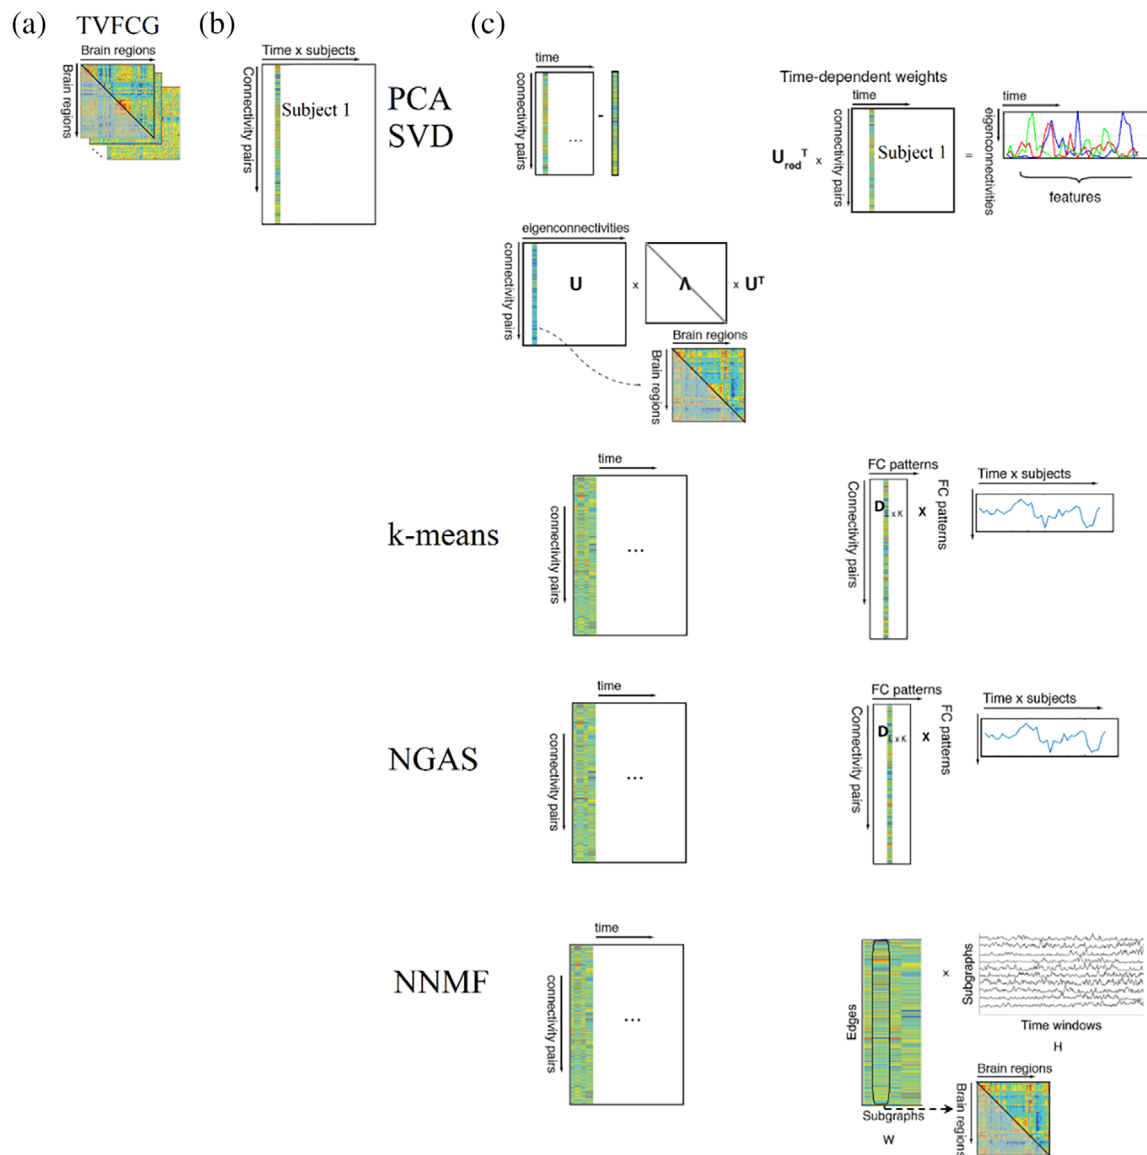 (a)
TVFCG
Brain regions
Brain regions
...
(b)
Time x subjects
Connectivity pairs
Subject 1
(c)
PCA
SVD
time
connectivity pairs
...
-
Time-dependent weights
time
connectivity pairs
U_red^T x
Subject 1
=
time
eigenconnectivities
features
eigenconnectivities
connectivity pairs
U
x
Λ
x U^T
Brain regions
Brain regions
k-means
time
connectivity pairs
...
FC patterns
Connectivity pairs
D
E x K
x
FC patterns
Time x subjects
NGAS
time
connectivity pairs
...
FC patterns
Connectivity pairs
D
E x K
x
FC patterns
Time x subjects
NNMF
time
connectivity pairs
...
Edges
Subgraphs
W
x
Subgraphs
Time windows
H
Brain regions
Brain regions